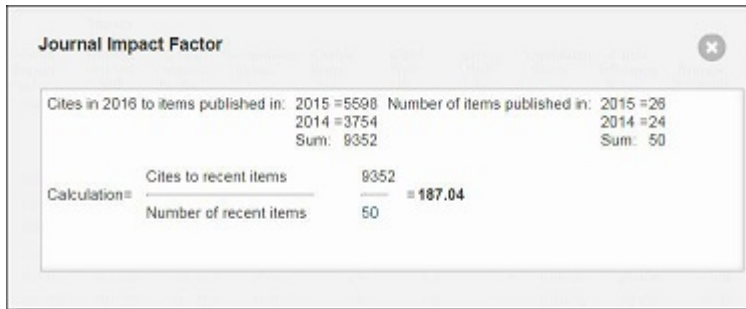 Journal Impact Factor
Cites in 2016 to items published in: 2015 =5598 Number of items published in: 2015 =26
2014 =3754 2014 =24
Sum: 9352 Sum: 50
Cites to recent items 9352
Calculation= = 187.04
Number of recent items 50